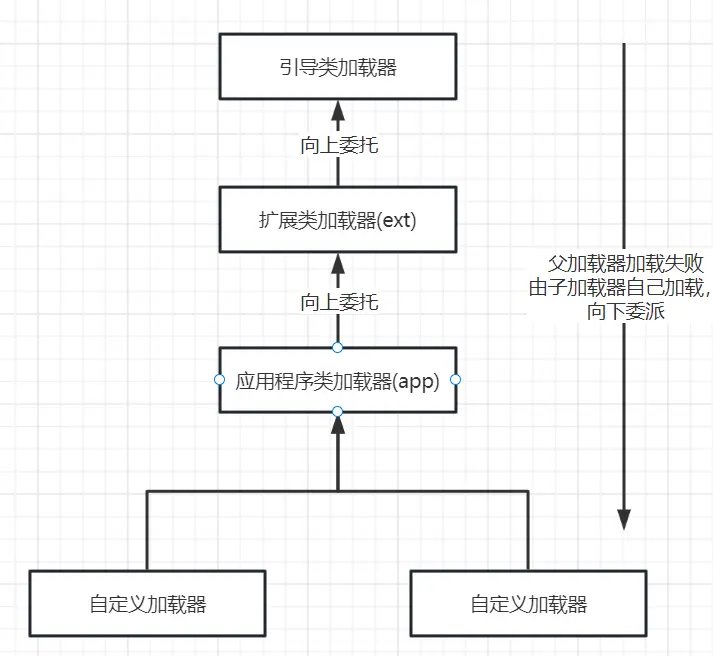 引导类加载器
向上委托
扩展类加载器(ext)
向上委托
父加载器加载失败
由子加载器自己加载，
向下委派
应用程序类加载器(app)
自定义加载器
自定义加载器